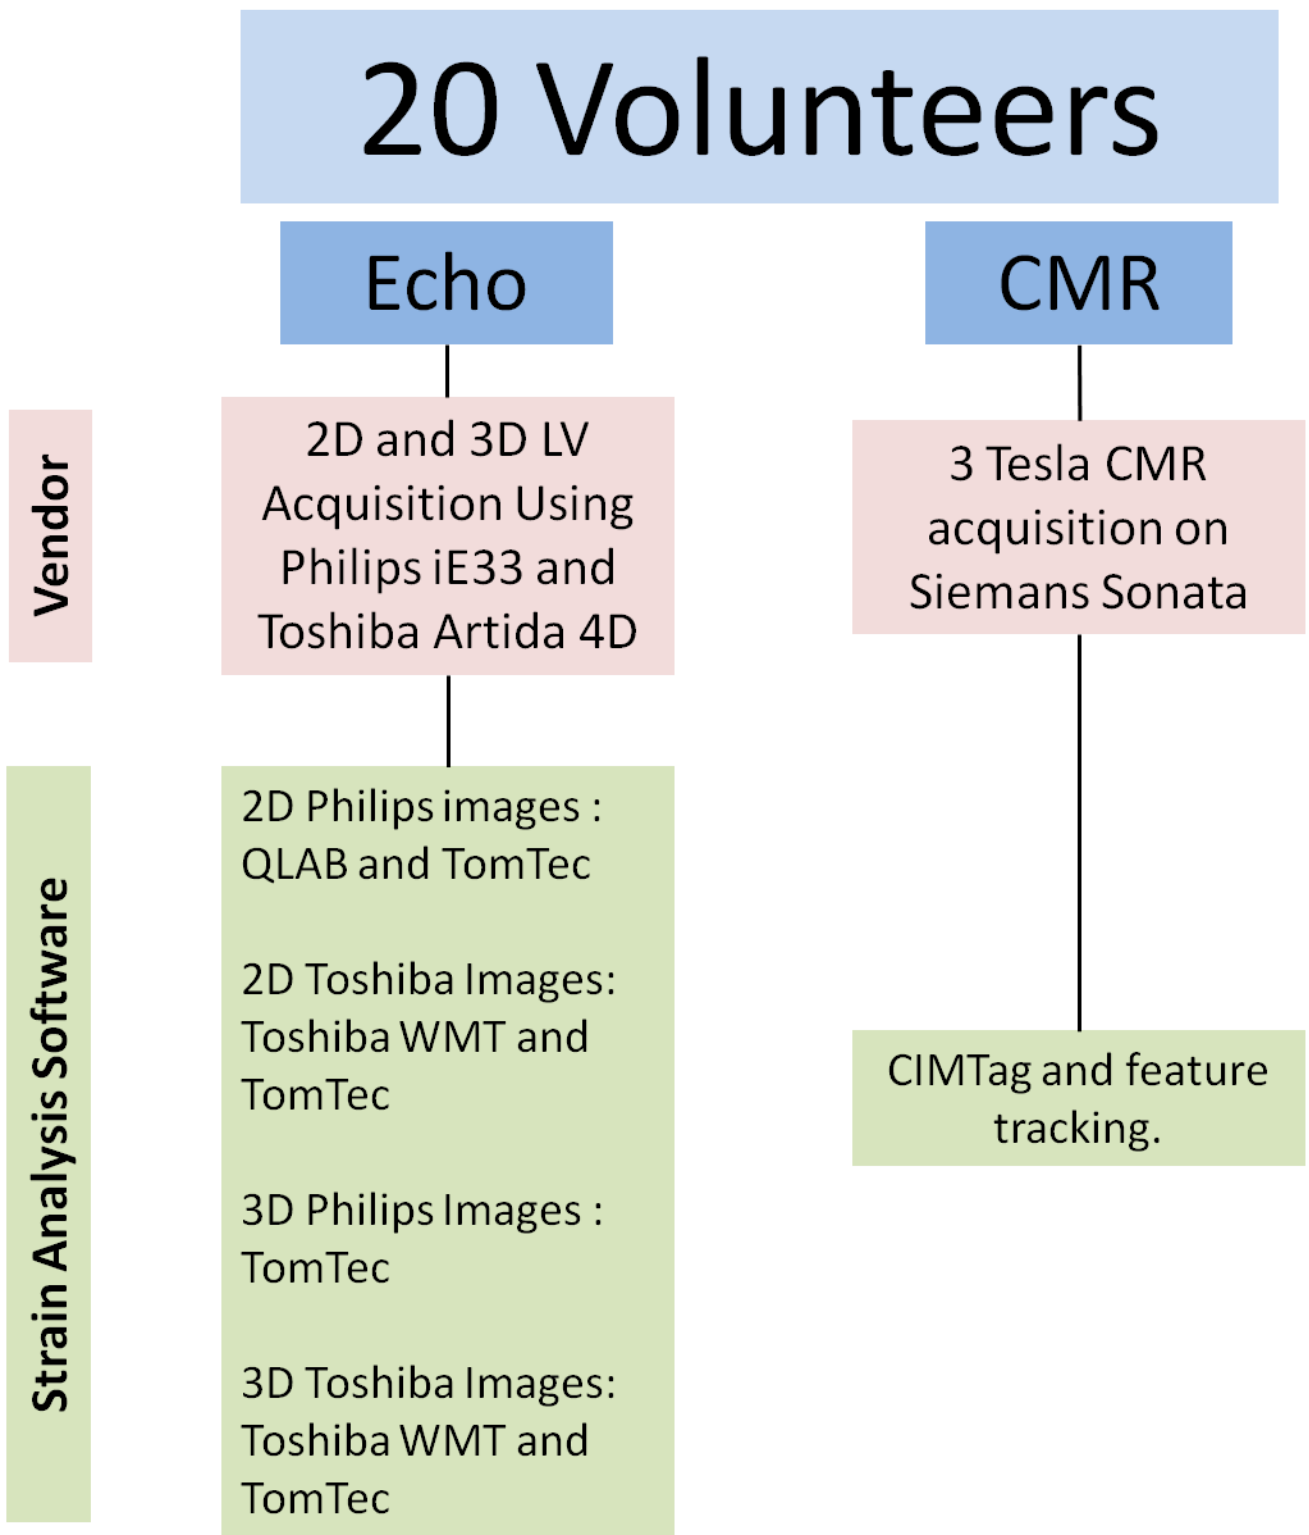 20 Volunteers
Echo
CMR
Vendor
2D and 3D LV
Acquisition Using
Philips iE33 and
Toshiba Artida 4D
3 Tesla CMR
acquisition on
Siemans Sonata
Strain Analysis Software
2D Philips images :
QLAB and TomTec
2D Toshiba Images:
Toshiba WMT and
TomTec
3D Philips Images :
TomTec
3D Toshiba Images:
Toshiba WMT and
TomTec
CIMTag and feature
tracking.